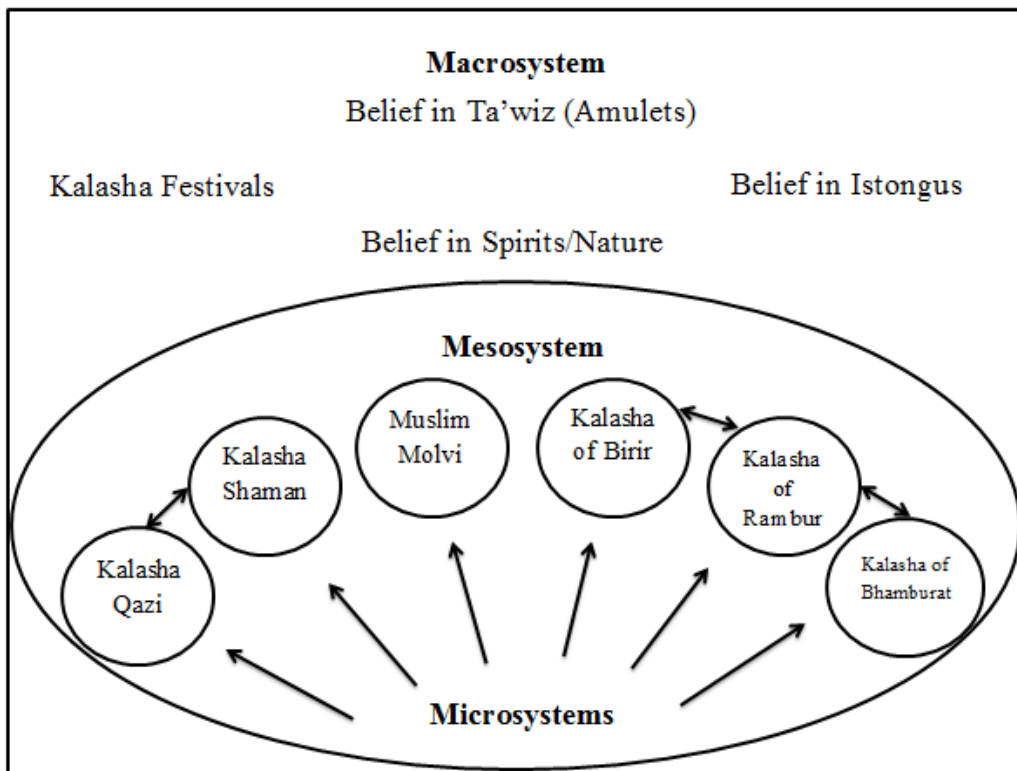 Macrosystem
Belief in Ta’wiz (Amulets)
Kalasha Festivals
Belief in Istongus
Belief in Spirits/Nature
Mesosystem
Kalasha
Qazi
Kalasha
Shaman
Muslim
Molvi
Kalasha
of Birir
Kalasha
of
Rambur
Kalasha of
Bhamburat
Microsystems